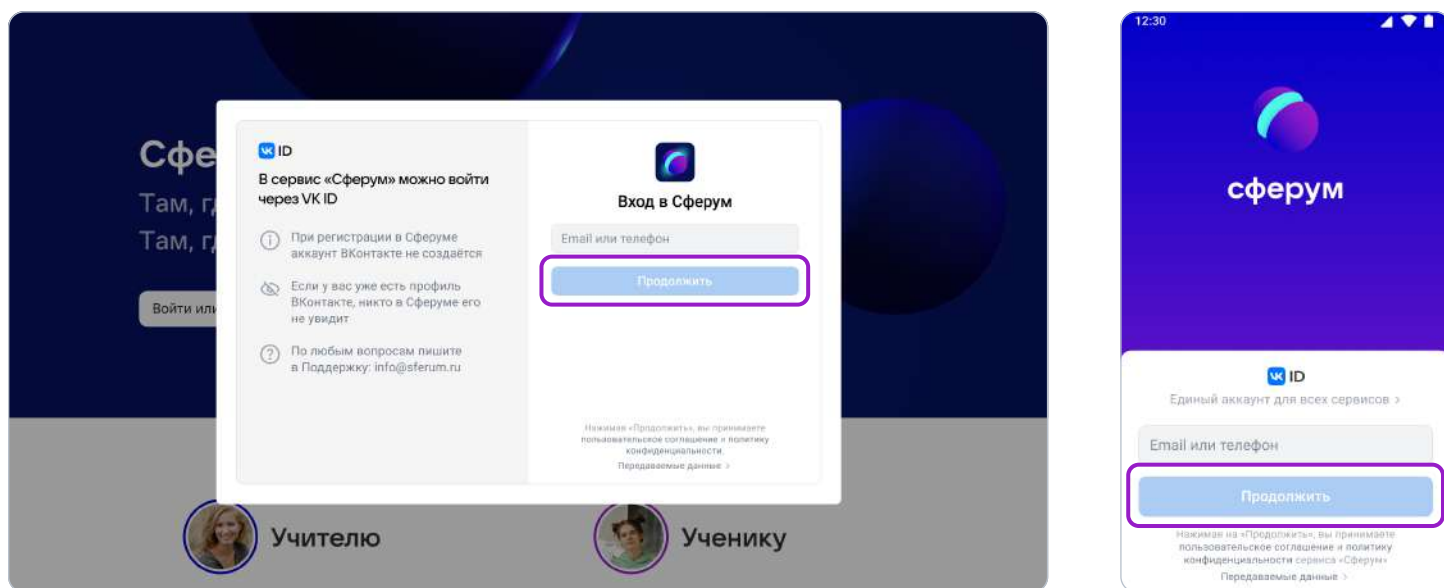 Сфе
Там, г
Там, г
Войти или
VK ID
В сервис «Сферум» можно войти
через VK ID
При регистрации в Сферуме
аккаунт ВКонтакте не создаётся
Если у вас уже есть профиль
ВКонтакте, никто в Сферуме его
не увидит
По любым вопросам пишите
в Поддержку: info@sferum.ru
Вход в Сферум
Email или телефон
Продолжить
Нажимая «Продолжить», вы принимаете
пользовательское соглашение и политику
конфиденциальности.
Передаваемые данные >
Учителю
Ученику
12:30
сферум
VK ID
Единый аккаунт для всех сервисов >
Email или телефон
Продолжить
Нажимая на «Продолжить», вы принимаете
пользовательское соглашение и политику
конфиденциальности сервиса «Сферум»
Передаваемые данные >